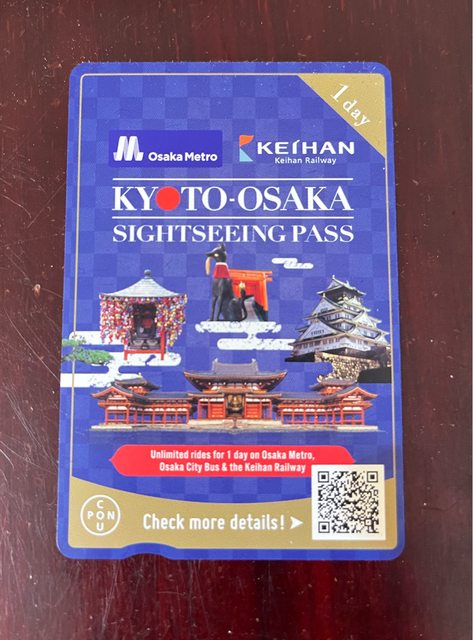 1 day
Osaka Metro
KEIHAN
Keihan Railway
KYOTO-OSAKA
SIGHTSEEING PASS
Unlimited rides for 1 day on Osaka Metro,
Osaka City Bus & the Keihan Railway
COUPON
Check more details! ➤